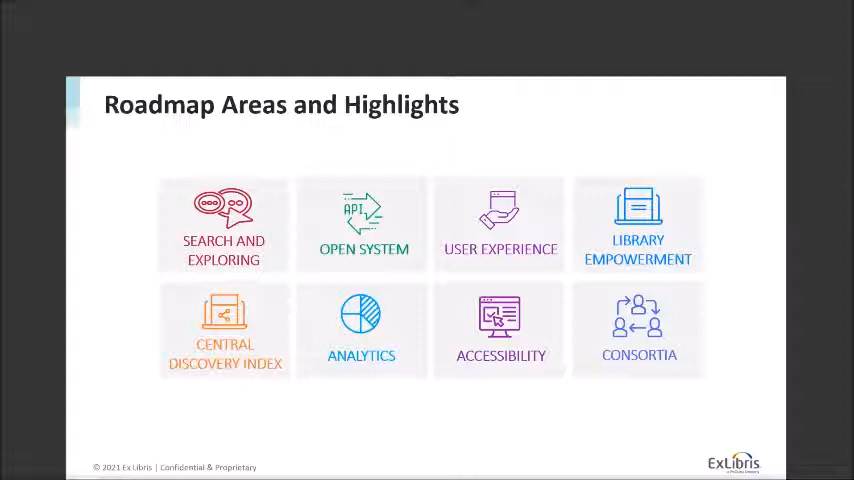 Roadmap Areas and Highlights
SEARCH AND
EXPLORING
API
OPEN SYSTEM
USER EXPERIENCE
LIBRARY
EMPOWERMENT
CENTRAL
DISCOVERY INDEX
ANALYTICS
ACCESSIBILITY
CONSORTIA
© 2021 Ex Libris | Confidential & Proprietary
ExLibris